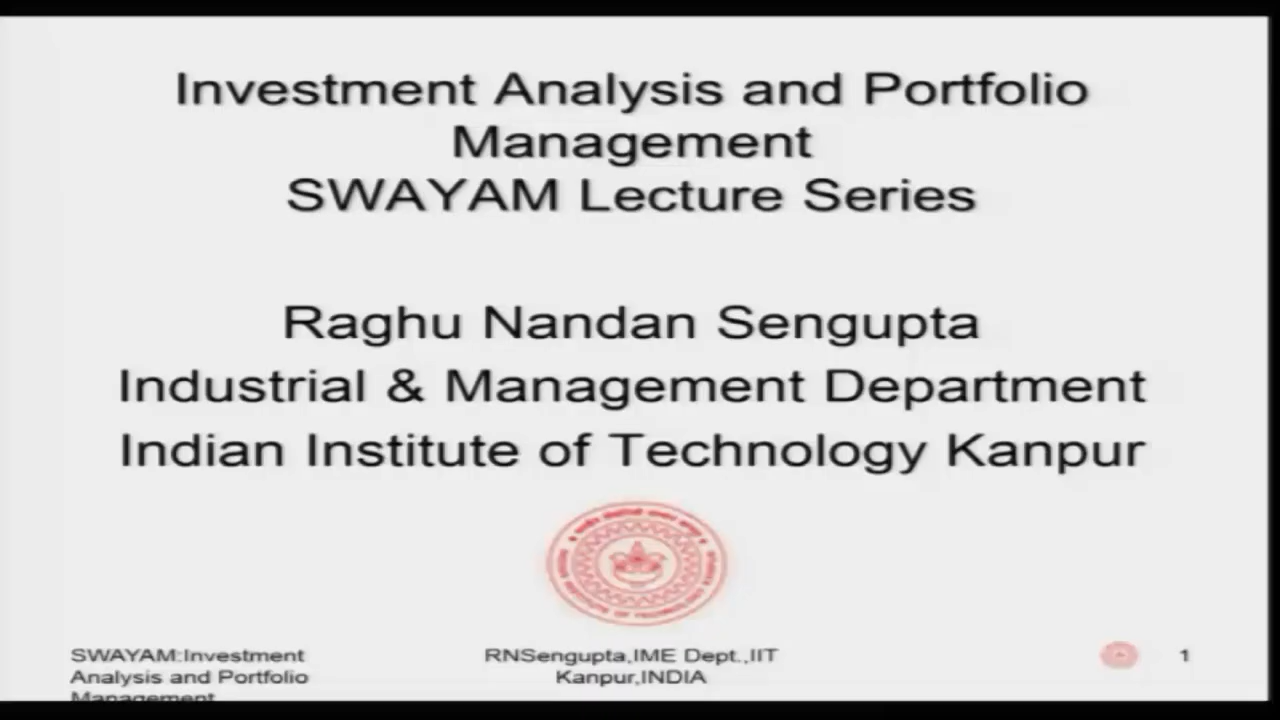 Investment Analysis and Portfolio
Management
SWAYAM Lecture Series
Raghu Nandan Sengupta
Industrial & Management Department
Indian Institute of Technology Kanpur
SWAYAM:Investment
Analysis and Portfolio
Management
RNSengupta,IME Dept.,IIT
Kanpur,INDIA
1